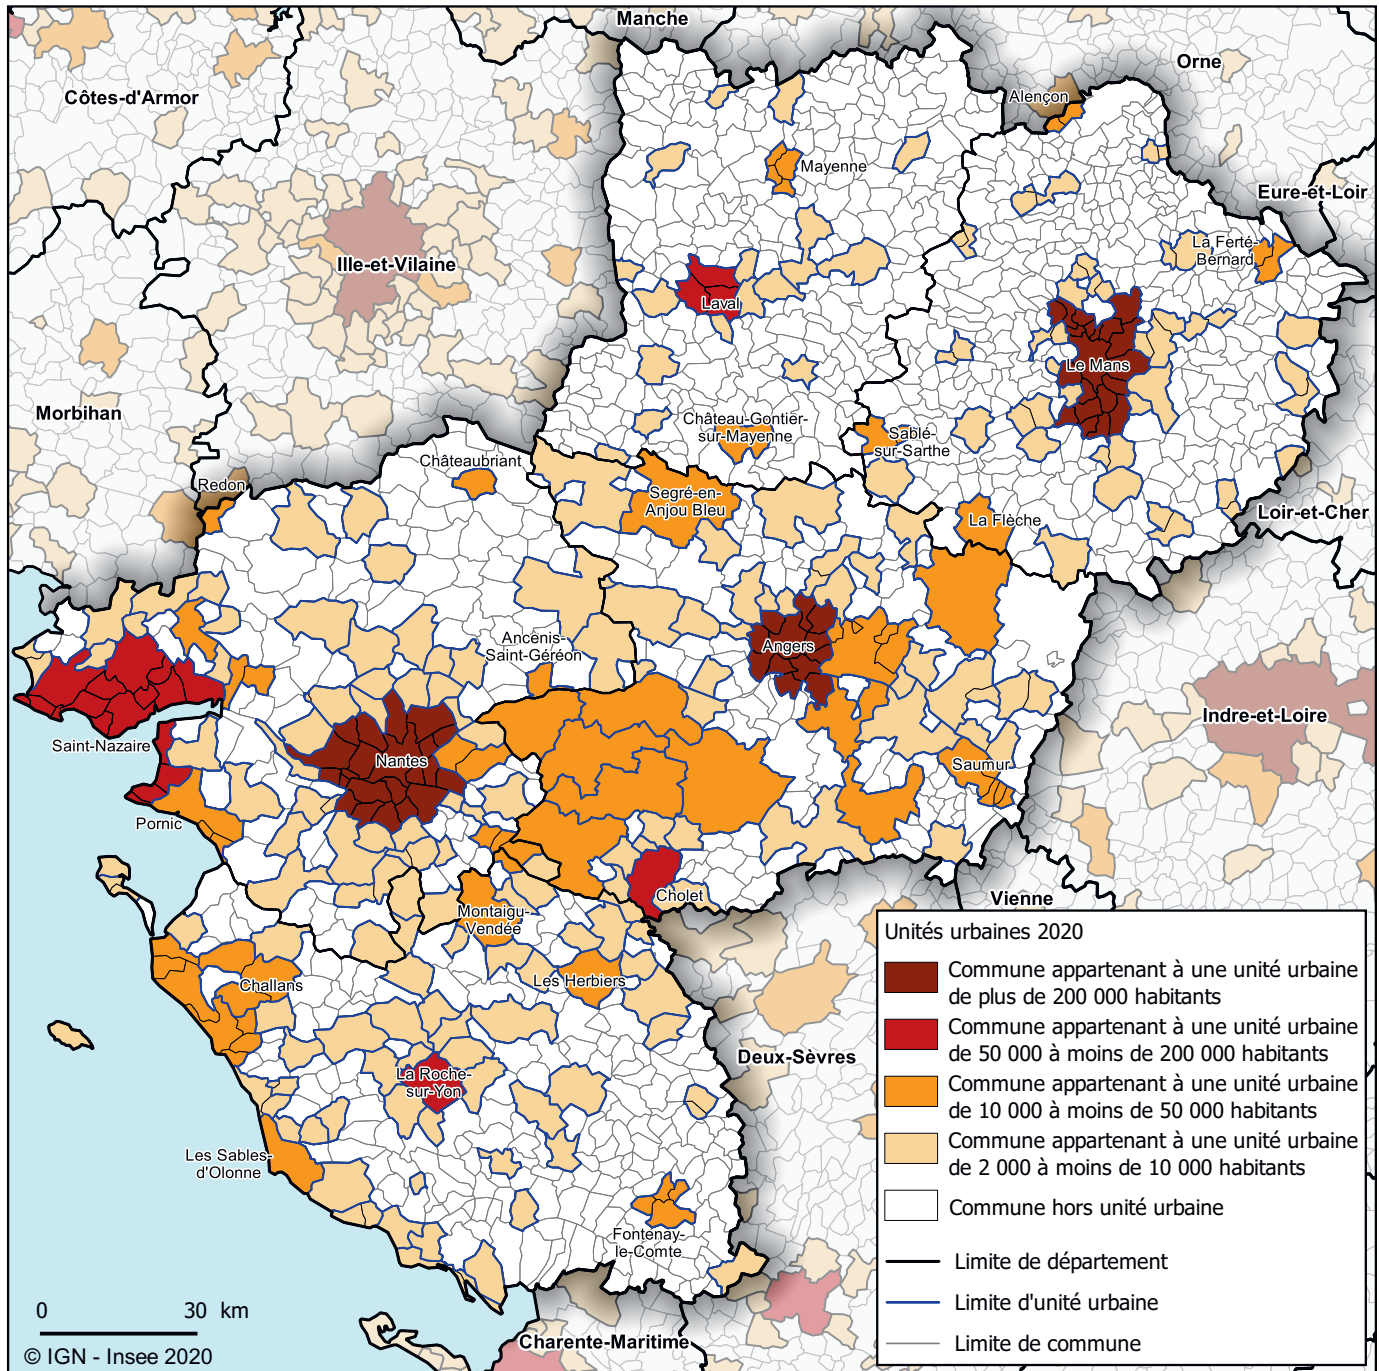 Manche
Orne
Côtes-d'Armor
Alençon
Mayenne
Eure-et-Loir
La Ferté-
Bernard
Ille-et-Vilaine
Laval
Le Mans
Morbihan
Château-Gontier-
sur-Mayenne
Sablé-
sur-Sarthe
Châteaubriant
Redon
Segré-en-
Anjou Bleu
La Flèche
Loir-et-Cher
Ancenis-
Saint-Géréon
Angers
Indre-et-Loire
Saint-Nazaire
Nantes
Saumur
Pornic
Cholet
Vienne
Montaigu-
Vendée
Les Herbiers
Challans
Deux-Sèvres
La Roche-
sur-Yon
Les Sables-
d'Olonne
Fontenay-
le-Comte
Charente-Maritime
Unités urbaines 2020
Commune appartenant à une unité urbaine
de plus de 200 000 habitants
Commune appartenant à une unité urbaine
de 50 000 à moins de 200 000 habitants
Commune appartenant à une unité urbaine
de 10 000 à moins de 50 000 habitants
Commune appartenant à une unité urbaine
de 2 000 à moins de 10 000 habitants
Commune hors unité urbaine
Limite de département
Limite d'unité urbaine
Limite de commune
0 30 km
© IGN - Insee 2020